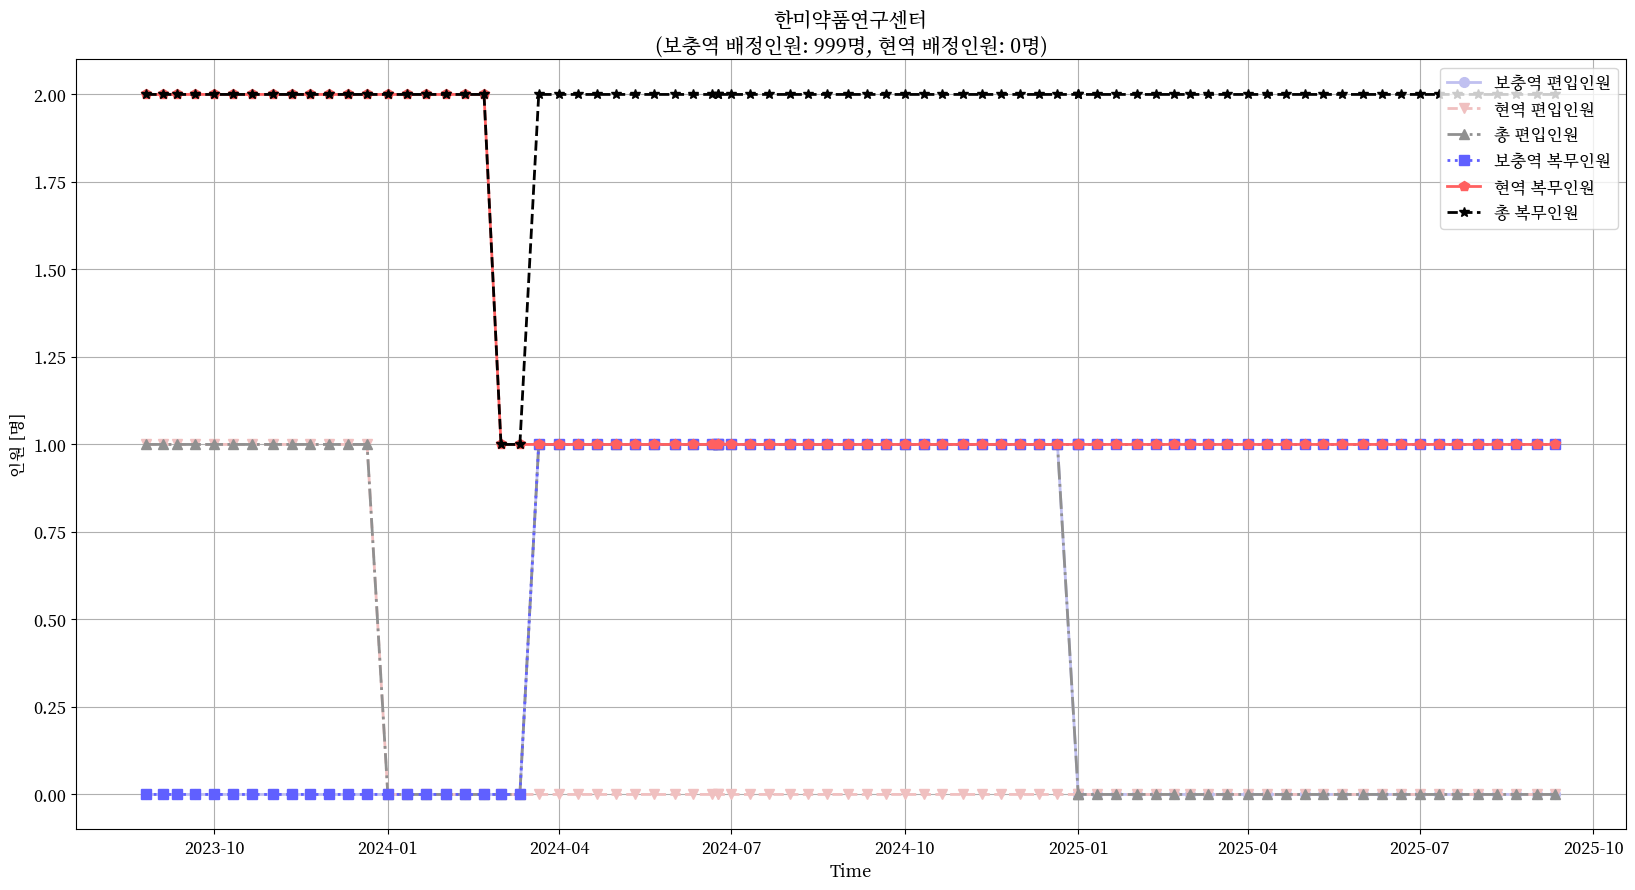 한미약품연구센터
(보충역 배정인원: 999명, 현역 배정인원: 0명)
인원 [명]
2.00
1.75
1.50
1.25
1.00
0.75
0.50
0.25
0.00
보충역 편입인원
현역 편입인원
총 편입인원
보충역 복무인원
현역 복무인원
총 복무인원
2023-10
2024-01
2024-04
2024-07
2024-10
2025-01
2025-04
2025-07
2025-10
Time